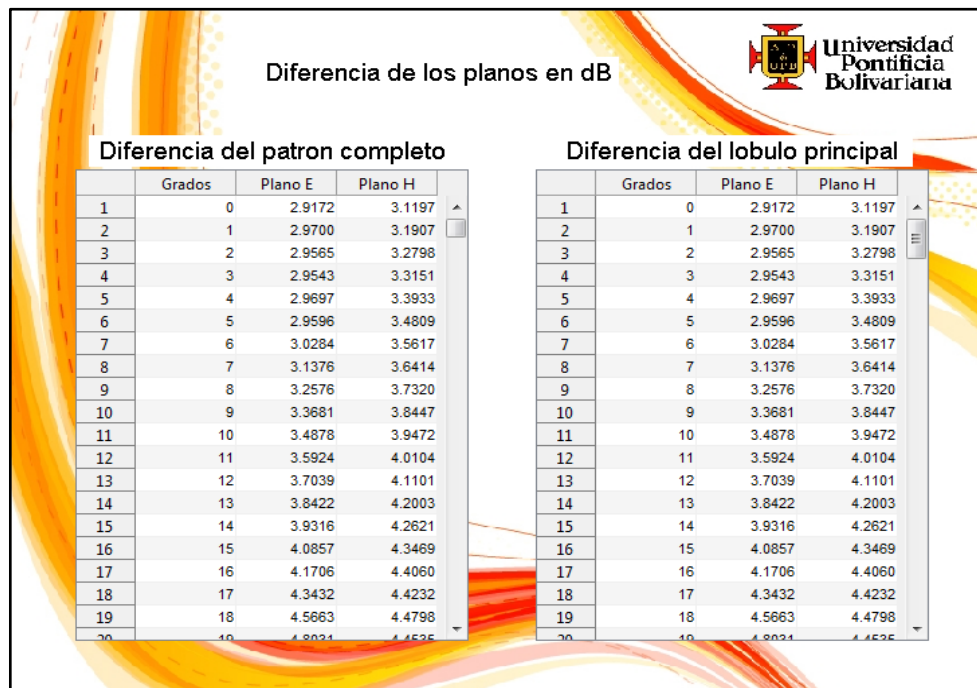 Universidad
Pontificia
Bolivariana
Diferencia de los planos en dB
Diferencia del patron completo
Grados Plano E Plano H
1 0 2.9172 3.1197
2 1 2.9700 3.1907
3 2 2.9565 3.2798
4 3 2.9543 3.3151
5 4 2.9697 3.3933
6 5 2.9596 3.4809
7 6 3.0284 3.5617
8 7 3.1376 3.6414
9 8 3.2576 3.7320
10 9 3.3681 3.8447
11 10 3.4878 3.9472
12 11 3.5924 4.0104
13 12 3.7039 4.1101
14 13 3.8422 4.2003
15 14 3.9316 4.2621
16 15 4.0857 4.3469
17 16 4.1706 4.4060
18 17 4.3432 4.4232
19 18 4.5663 4.4798
20 19 4.8031 4.4535
Diferencia del lobulo principal
Grados Plano E Plano H
1 0 2.9172 3.1197
2 1 2.9700 3.1907
3 2 2.9565 3.2798
4 3 2.9543 3.3151
5 4 2.9697 3.3933
6 5 2.9596 3.4809
7 6 3.0284 3.5617
8 7 3.1376 3.6414
9 8 3.2576 3.7320
10 9 3.3681 3.8447
11 10 3.4878 3.9472
12 11 3.5924 4.0104
13 12 3.7039 4.1101
14 13 3.8422 4.2003
15 14 3.9316 4.2621
16 15 4.0857 4.3469
17 16 4.1706 4.4060
18 17 4.3432 4.4232
19 18 4.5663 4.4798
20 19 4.8031 4.4535